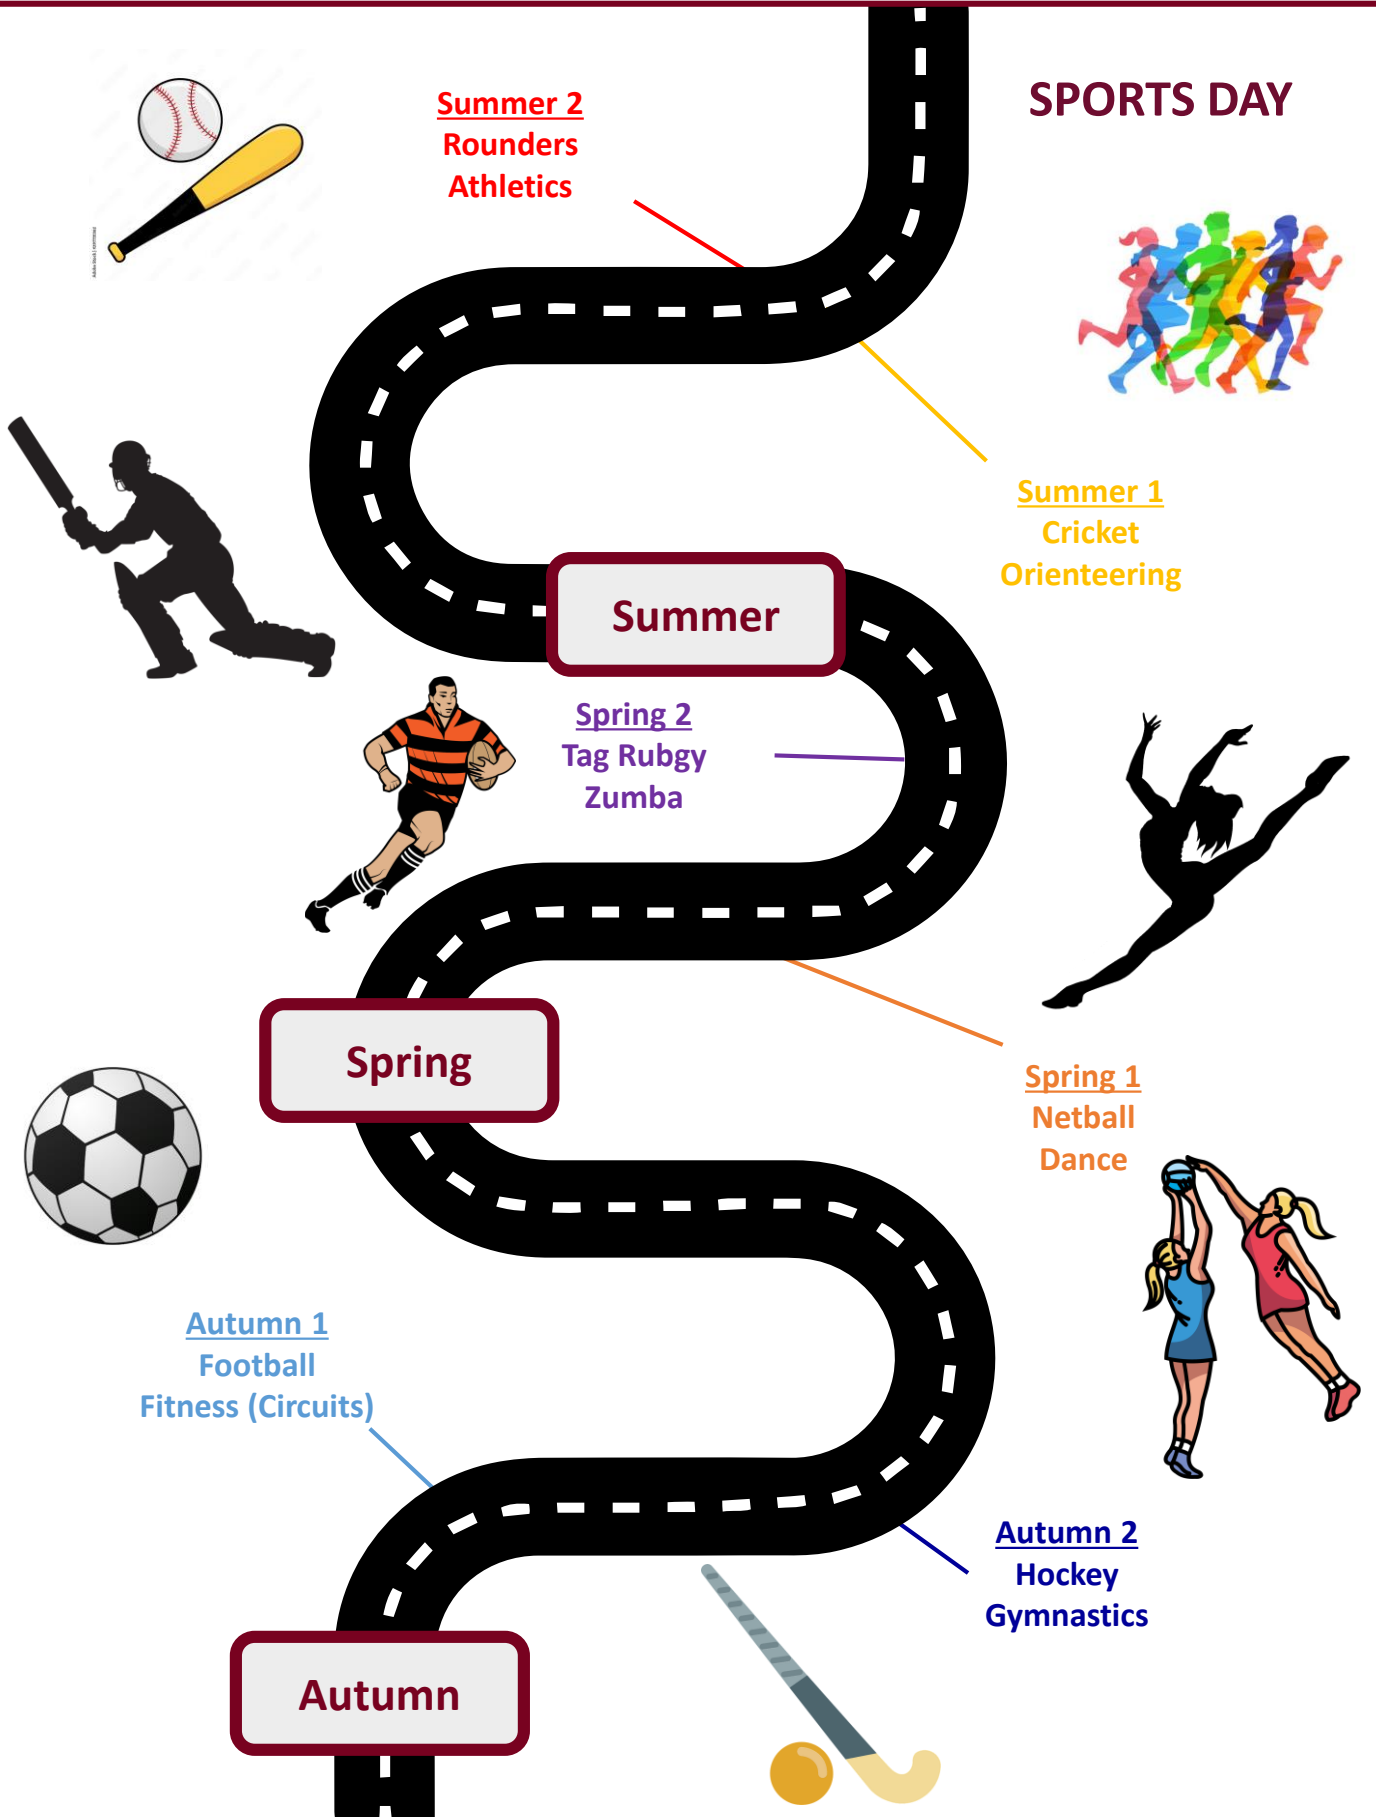 SPORTS DAY
Summer 2
Rounders
Athletics
Summer 1
Cricket
Orienteering
Summer
Spring 2
Tag Rubgy
Zumba
Spring
Spring 1
Netball
Dance
Autumn 1
Football
Fitness (Circuits)
Autumn 2
Hockey
Gymnastics
Autumn